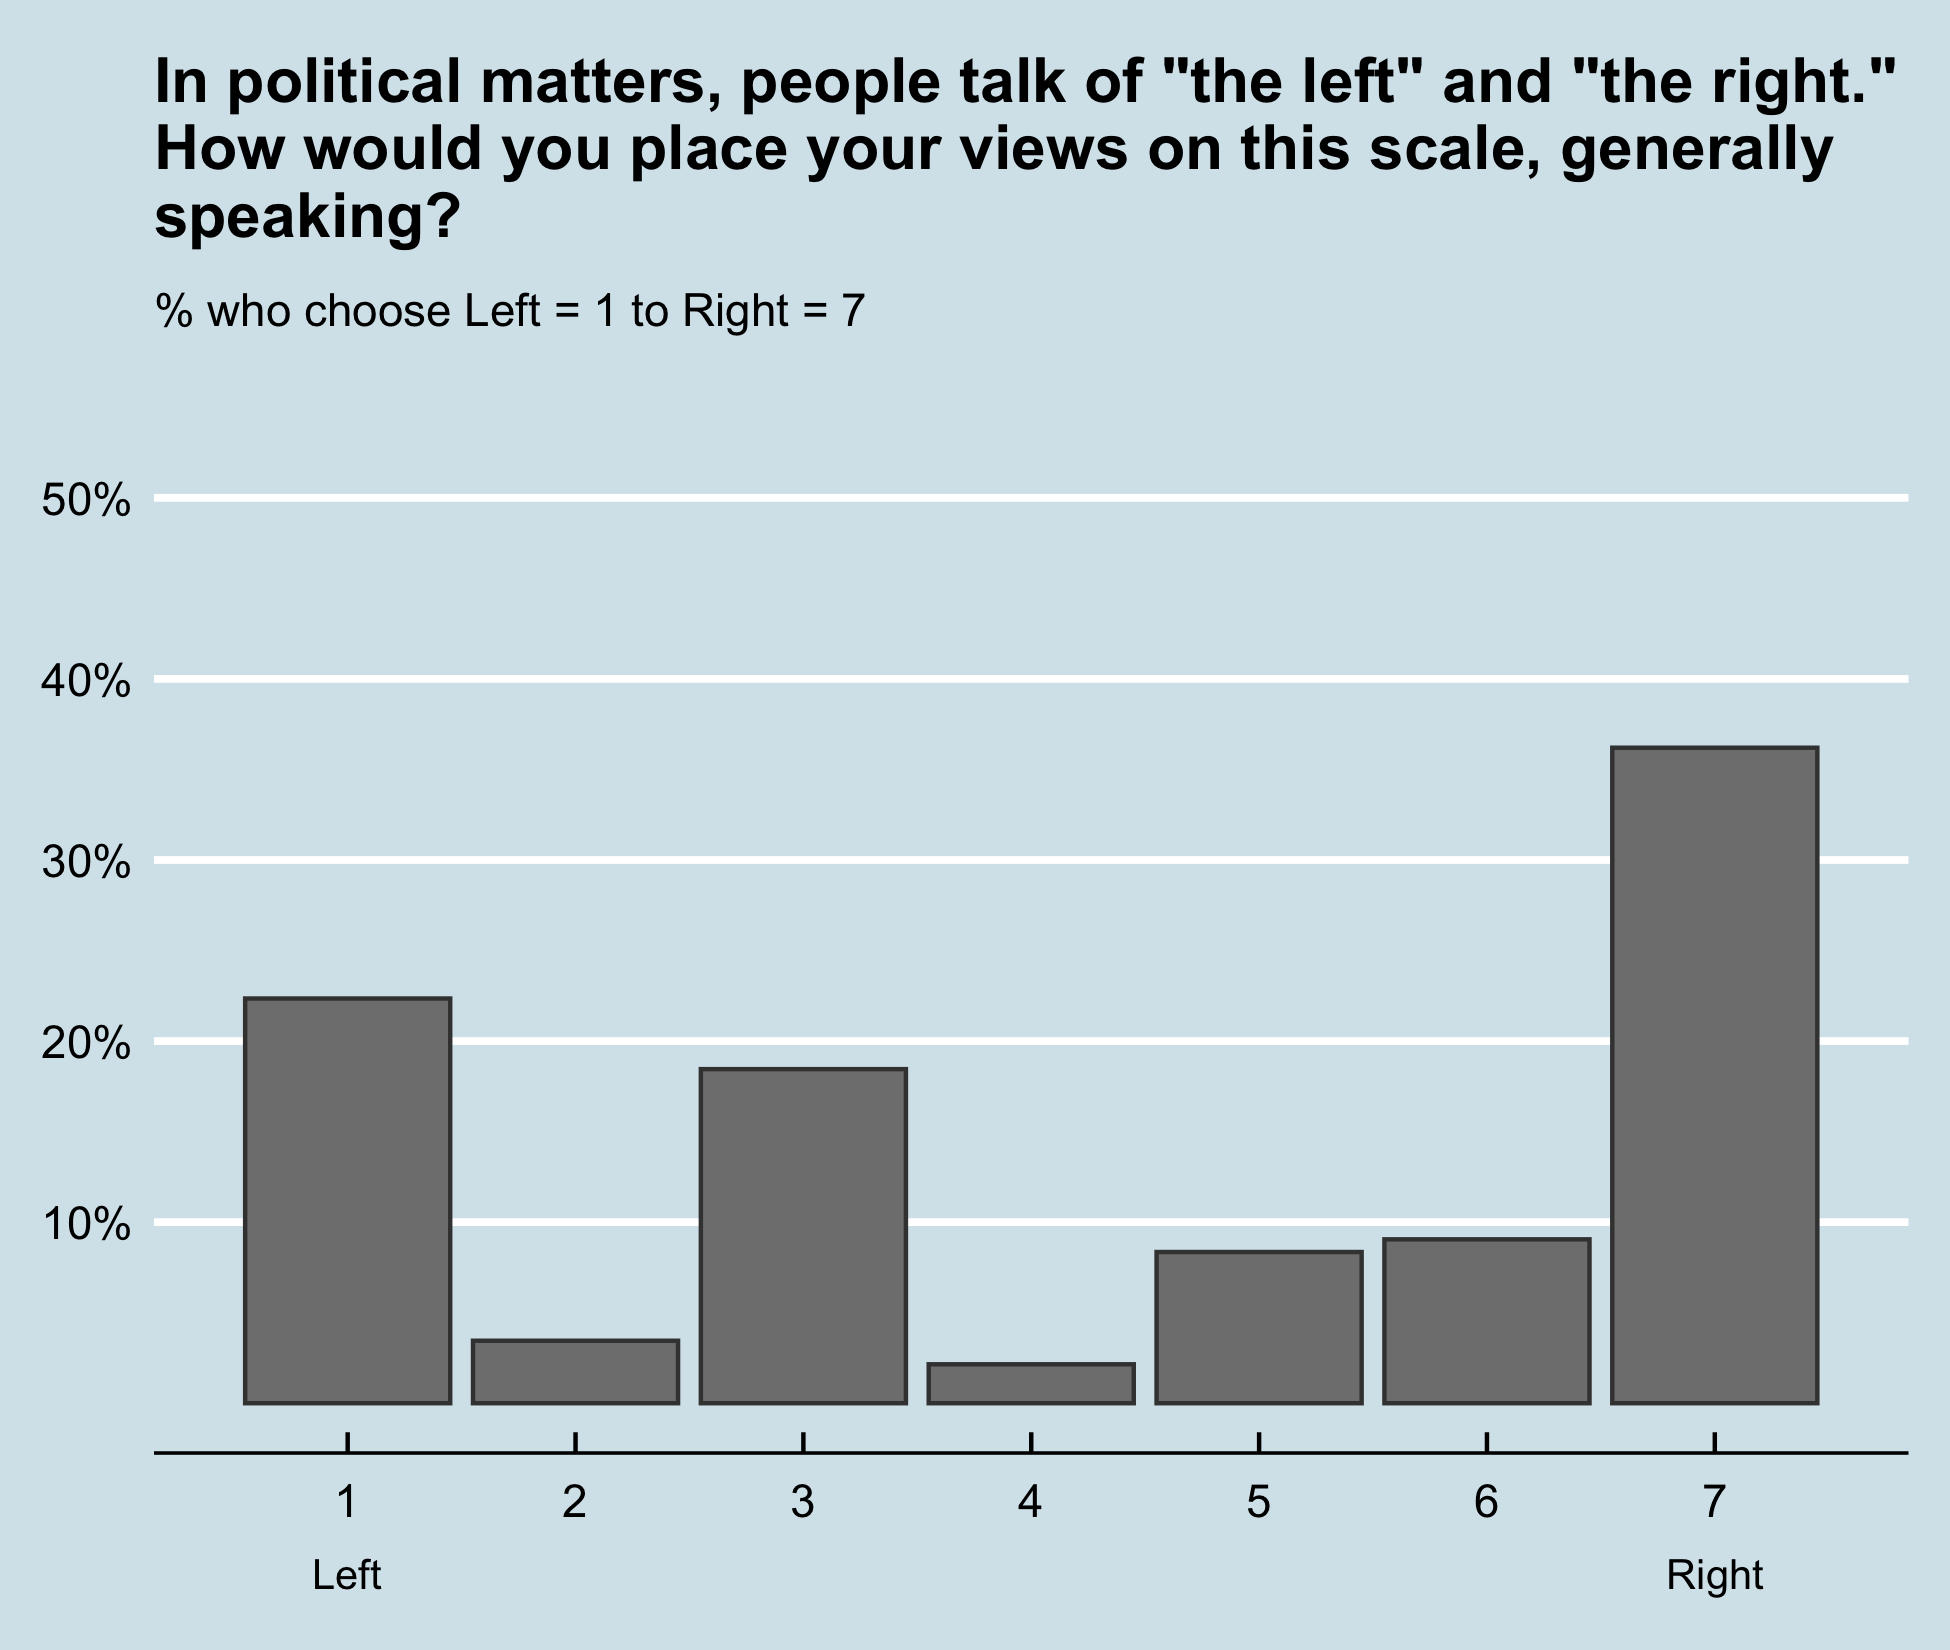 In political matters, people talk of "the left" and "the right."
How would you place your views on this scale, generally
speaking?
% who choose Left = 1 to Right = 7
50%
40%
30%
20%
10%
1 2 3 4 5 6 7
Left Right